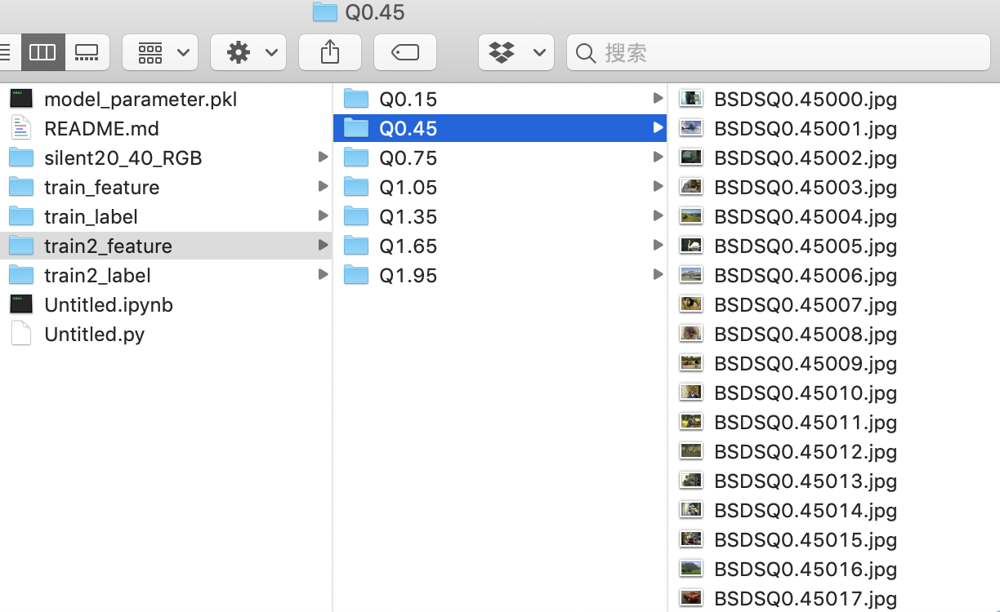 Q0.45
搜索
model_parameter.pkl
README.md
silent20_40_RGB
train_feature
train_label
train2_feature
train2_label
Untitled.ipynb
Untitled.py
Q0.15
Q0.45
Q0.75
Q1.05
Q1.35
Q1.65
Q1.95
BSDSQ0.45000.jpg
BSDSQ0.45001.jpg
BSDSQ0.45002.jpg
BSDSQ0.45003.jpg
BSDSQ0.45004.jpg
BSDSQ0.45005.jpg
BSDSQ0.45006.jpg
BSDSQ0.45007.jpg
BSDSQ0.45008.jpg
BSDSQ0.45009.jpg
BSDSQ0.45010.jpg
BSDSQ0.45011.jpg
BSDSQ0.45012.jpg
BSDSQ0.45013.jpg
BSDSQ0.45014.jpg
BSDSQ0.45015.jpg
BSDSQ0.45016.jpg
BSDSQ0.45017.jpg